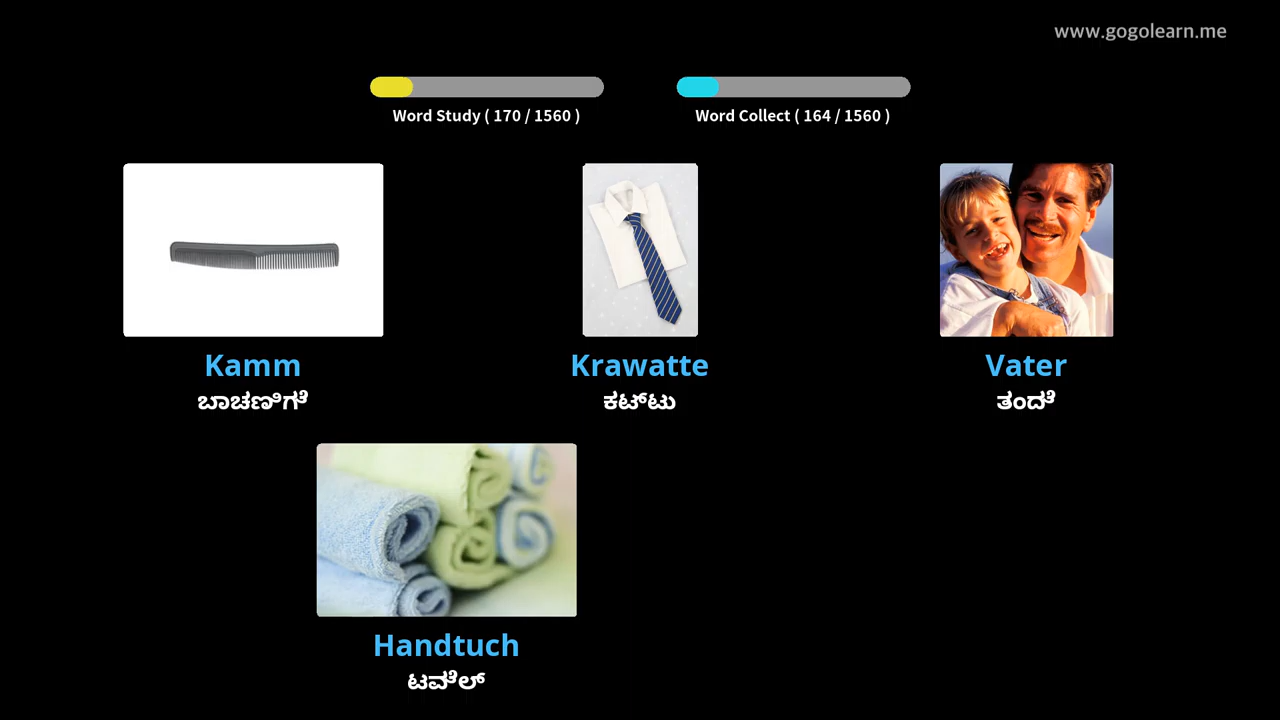 www.gogolearn.me
Word Study ( 170 / 1560 )
Word Collect ( 164 / 1560 )
Kamm
ಬಾಚಣಿಗೆ
Krawatte
ಕಟ್ಟು
Vater
ತಂದೆ
Handtuch
ಟವೆಲ್